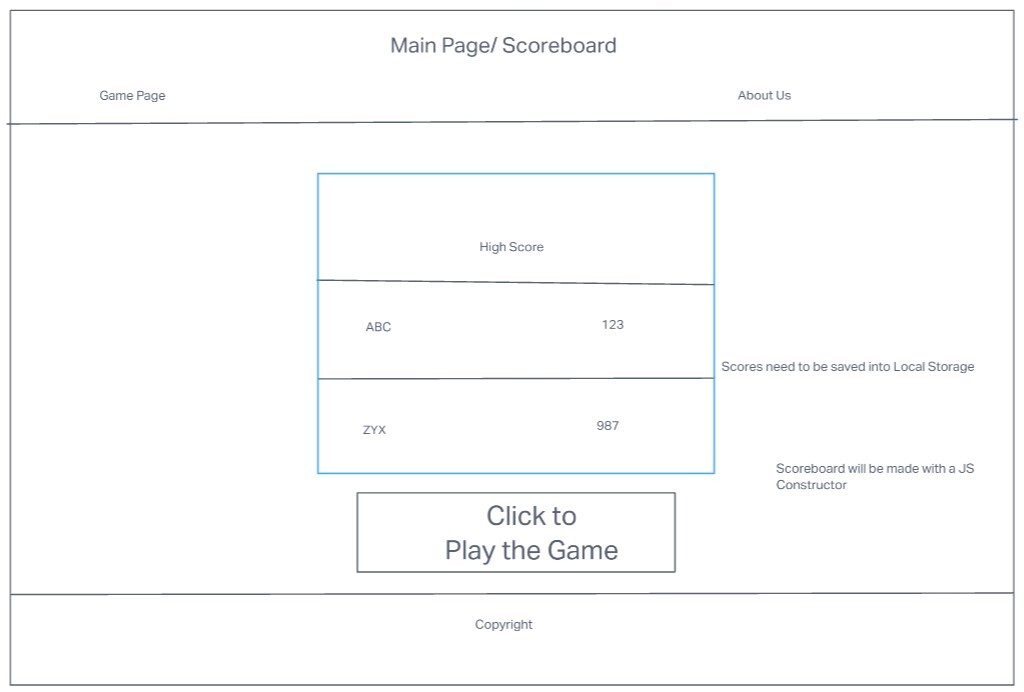 Main Page/ Scoreboard
Game Page
About Us
High Score
ABC
123
Scores need to be saved into Local Storage
ZYX
987
Scoreboard will be made with a JS
Constructor
Click to
Play the Game
Copyright